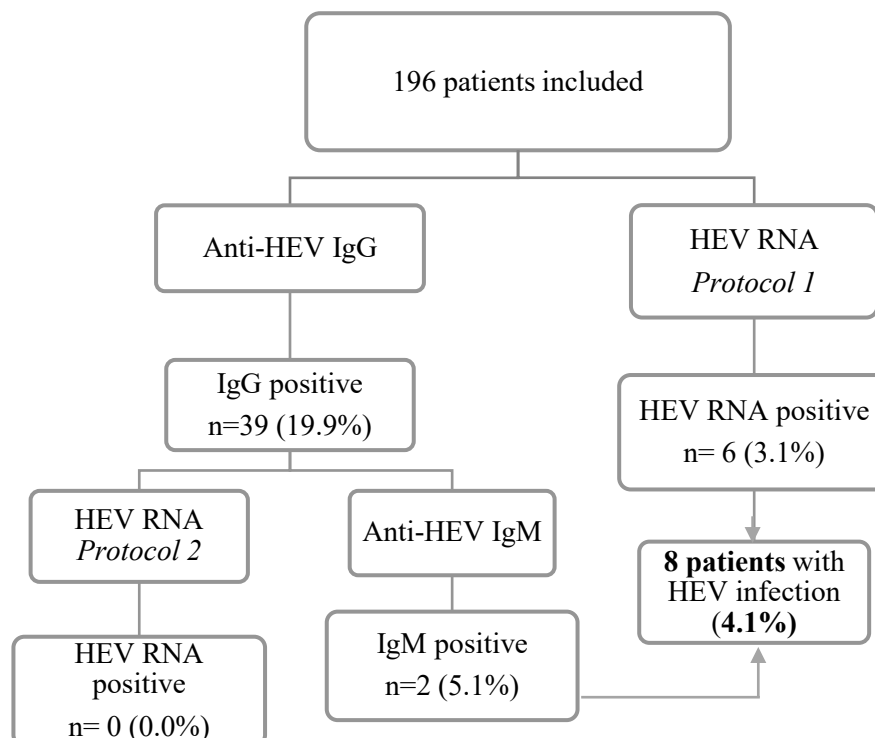 196 patients included
Anti-HEV IgG
HEV RNA
Protocol 1
IgG positive
n=39 (19.9%)
HEV RNA positive
n= 6 (3.1%)
HEV RNA
Protocol 2
Anti-HEV IgM
8 patients with
HEV infection
(4.1%)
HEV RNA
positive
n= 0 (0.0%)
IgM positive
n=2 (5.1%)